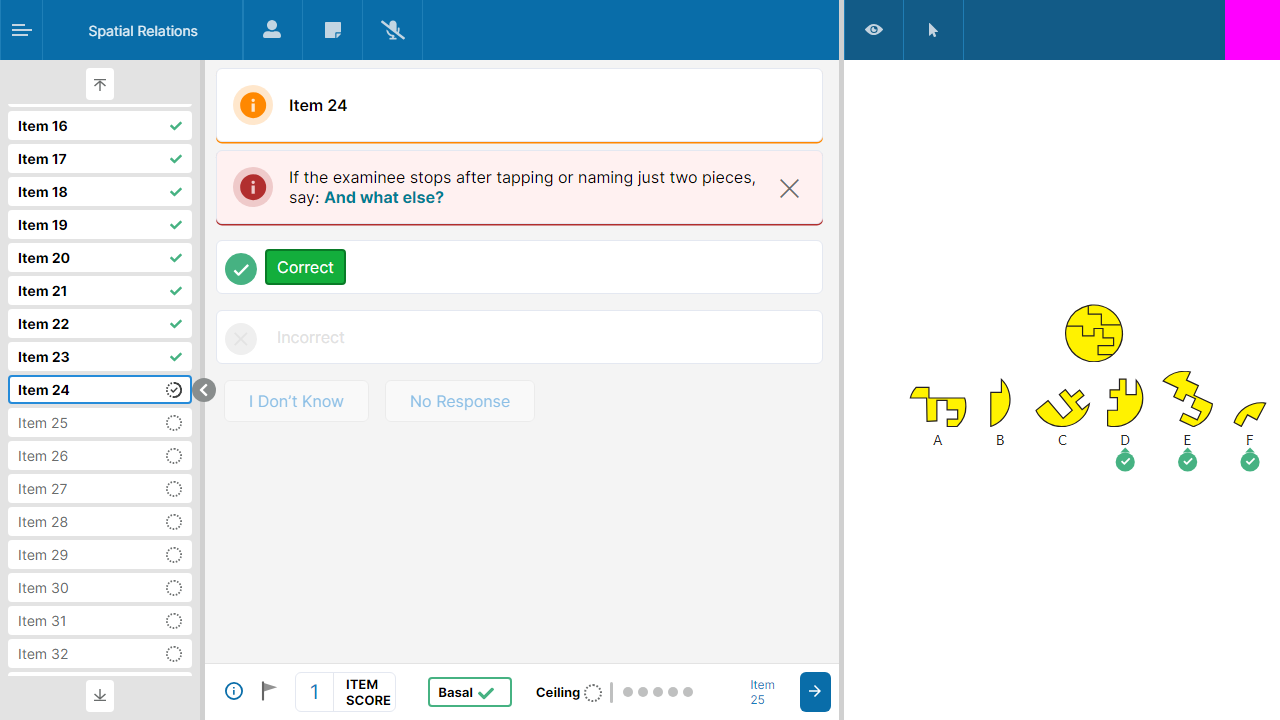 Spatial Relations
Item 16
Item 17
Item 18
Item 19
Item 20
Item 21
Item 22
Item 23
Item 24
Item 25
Item 26
Item 27
Item 28
Item 29
Item 30
Item 31
Item 32
Item 24
If the examinee stops after tapping or naming just two pieces,
say: And what else?
Correct
Incorrect
I Don't Know
No Response
1
ITEM
SCORE
Basal
Ceiling
Item
25
A B C D E F